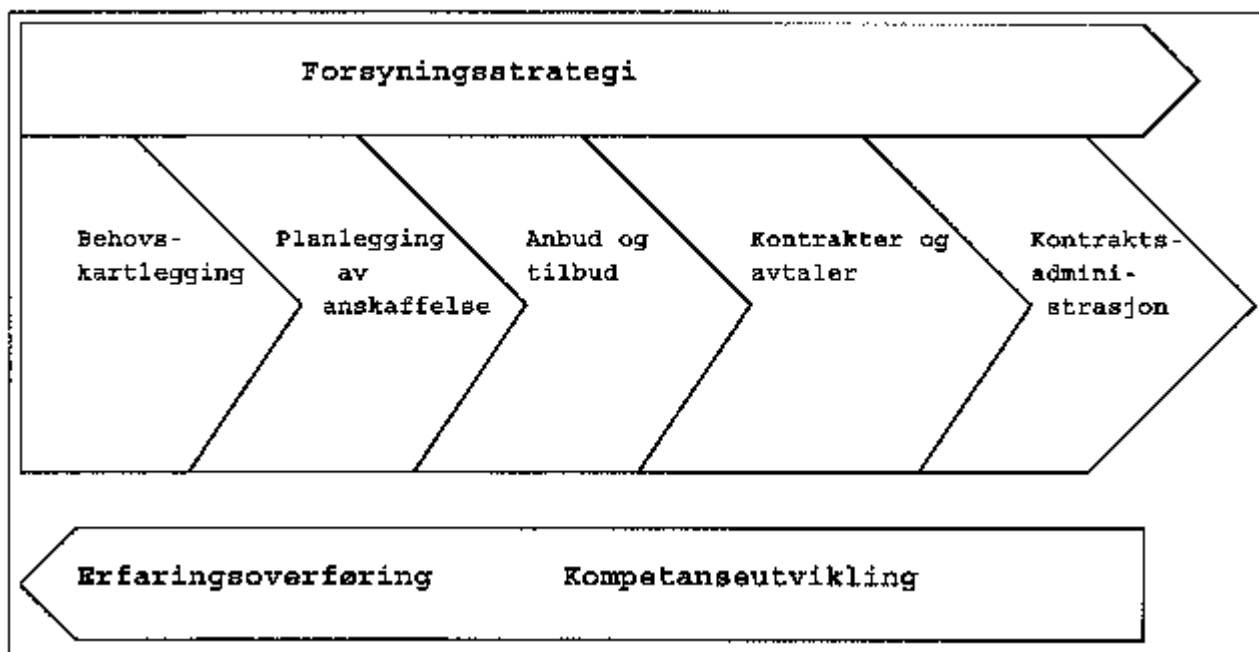 Forsyningsstrategi
Behovs-
kartlegging
Planlegging
av
anskaffelse
Anbud og
tilbud
Kontrakter og
avtaler
Kontrakts-
admini-
strasjon
Erfaringsoverføring Kompetanseutvikling